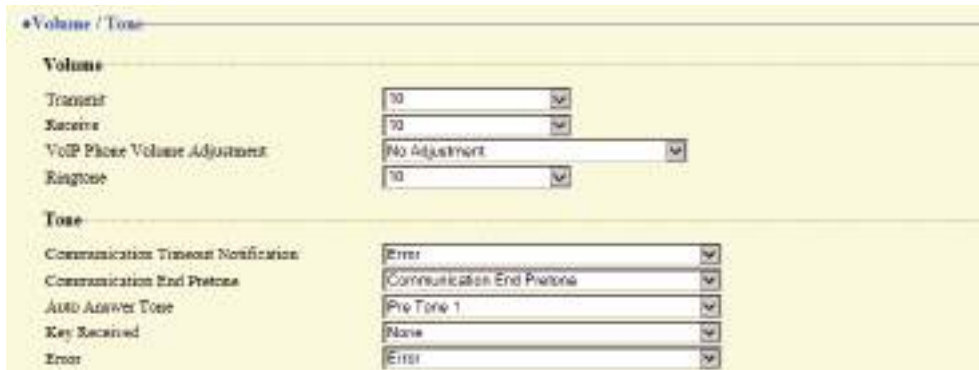 ♦Volume / Tone
Volume
Transmit 10
Receive 10
VoIP Phone Volume Adjustment No Adjustment
Ringtone 10
Tone
Communication Timeout Notification Error
Communication End Pretone Communication End Pretone
Auto Answer Tone Pre Tone 1
Key Received None
Error Error